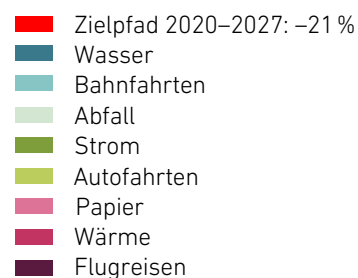 Zielpfad 2020–2027: –21 %
Wasser
Bahnfahrten
Abfall
Strom
Autofahrten
Papier
Wärme
Flugreisen